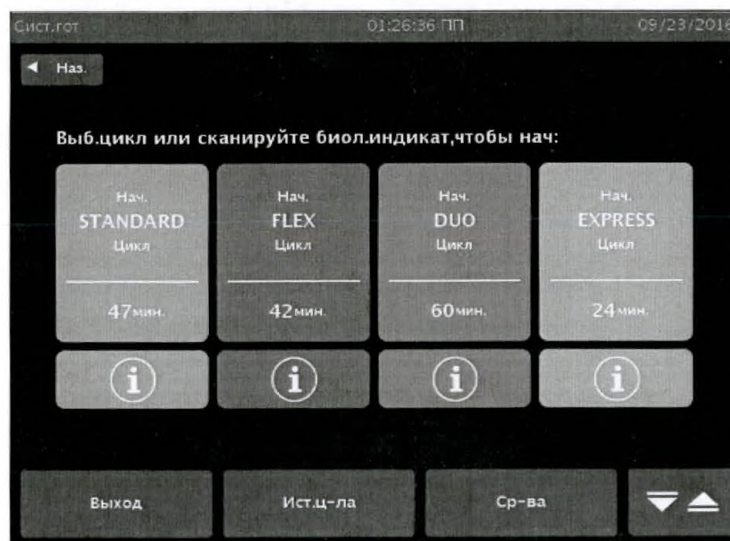 Сист.гот 01:26:36 ПП 09/23/2016
Наз.
Выб.цикл или сканируйте биол.индикат,чтобы нач:
Нач. STANDARD Цикл
47мин.
Нач. FLEX Цикл
42мин.
Нач. DUO Цикл
60мин.
Нач. EXPRESS Цикл
24мин.
i i i i
Выход Ист.ц-ла Ср-ва